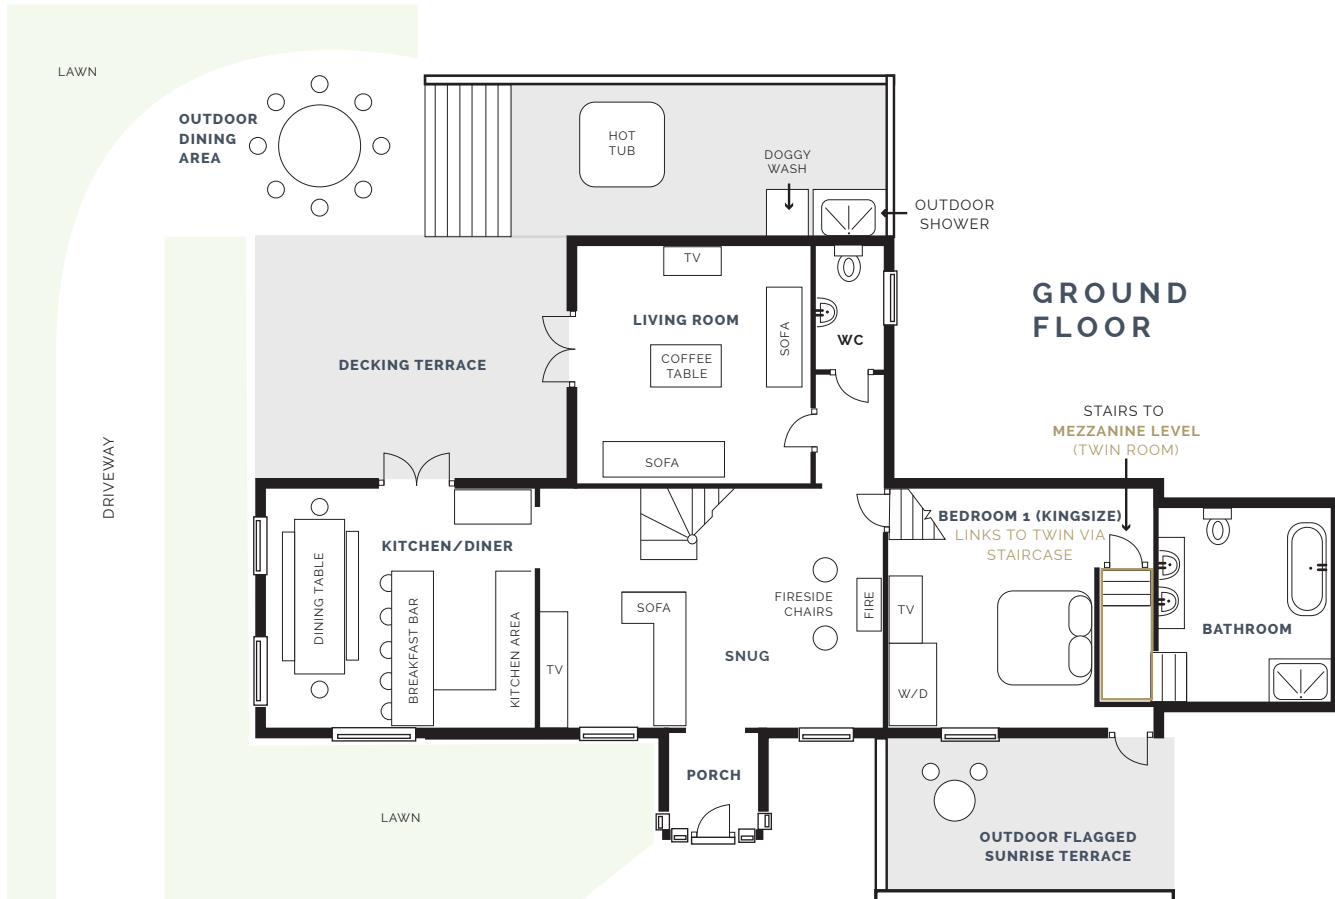 LAWN
OUTDOOR
DINING
AREA
HOT
TUB
DOGGY
WASH
OUTDOOR
SHOWER
TV
GROUND
FLOOR
LIVING ROOM
SOFA
WC
COFFEE
TABLE
DECKING TERRACE
SOFA
DRIVEWAY
STAIRS TO
MEZZANINE LEVEL
(TWIN ROOM)
BEDROOM 1 (KINGSIZE)
LINKS TO TWIN VIA
STAIRCASE
KITCHEN/DINER
DINING TABLE
BREAKFAST BAR
KITCHEN AREA
TV
SOFA
FIRESIDE
CHAIRS
FIRE
TV
SNUG
W/D
BATHROOM
PORCH
LAWN
OUTDOOR FLAGGED
SUNRISE TERRACE